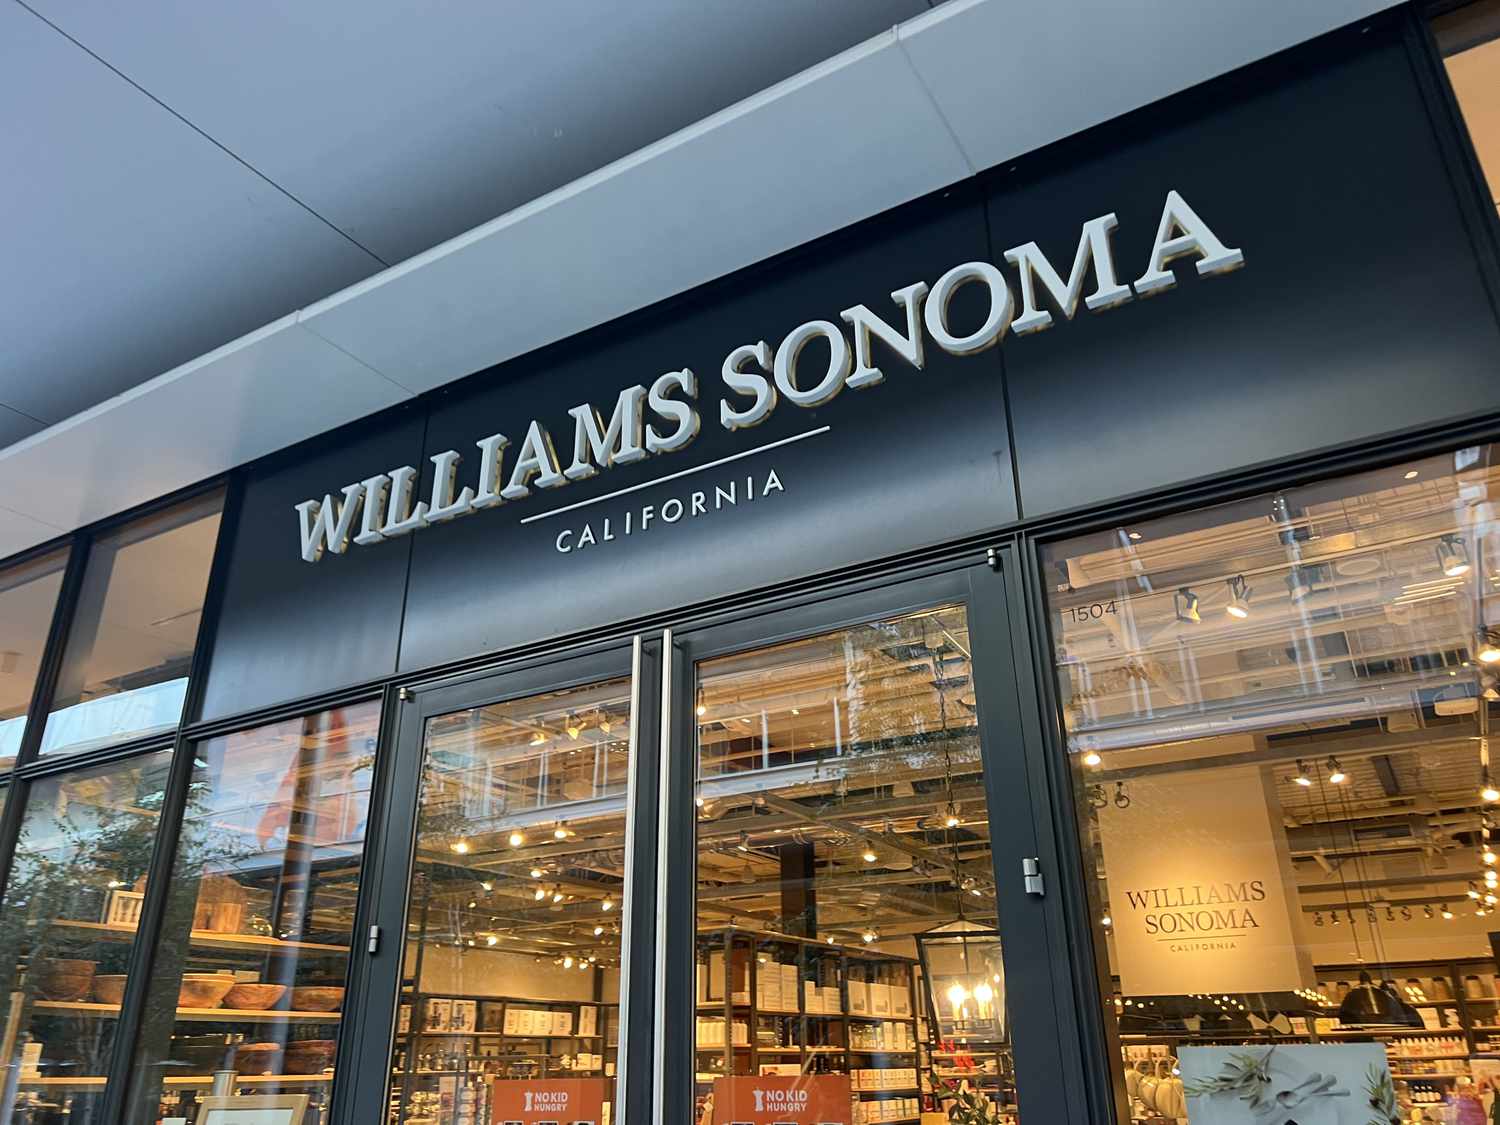 WILLIAMS SONOMA
CALIFORNIA
1504
WILLIAMS
SONOMA
CALIFORNIA
NO KID
HUNGRY
NO KID
HUNGRY